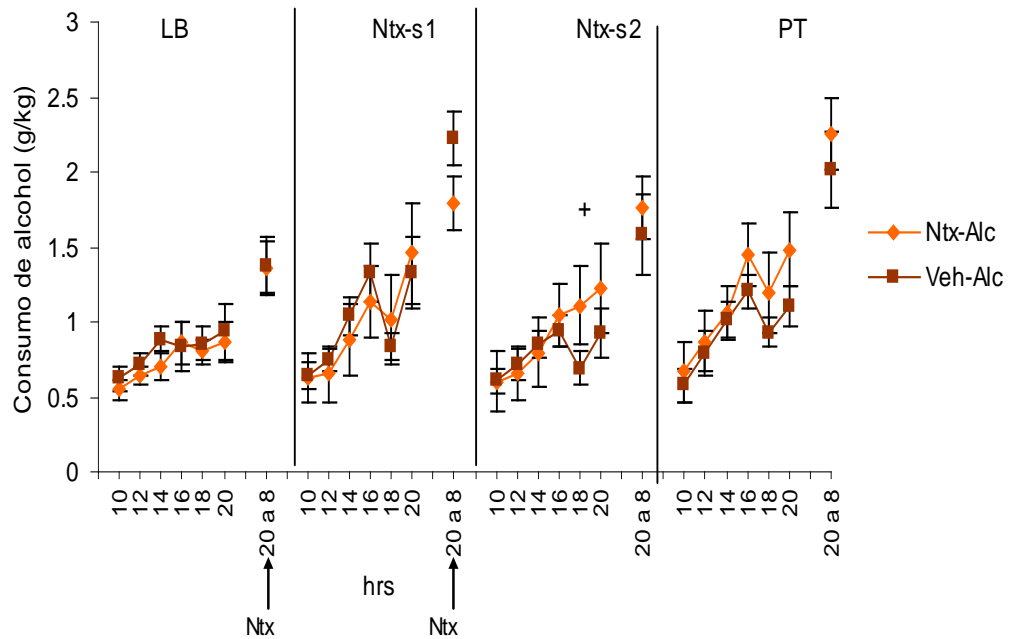 LB Ntx-s1 Ntx-s2 PT
Consumo de alcohol (g/kg)
3
2.5
2
1.5
1
0.5
0
+
Ntx-Alc
Veh-Alc
10 12 14 16 18 20 20 a 8 10 12 14 16 18 20 20 a 8 10 12 14 16 18 20 20 a 8 10 12 14 16 18 20 20 a 8
hrs
Ntx Ntx